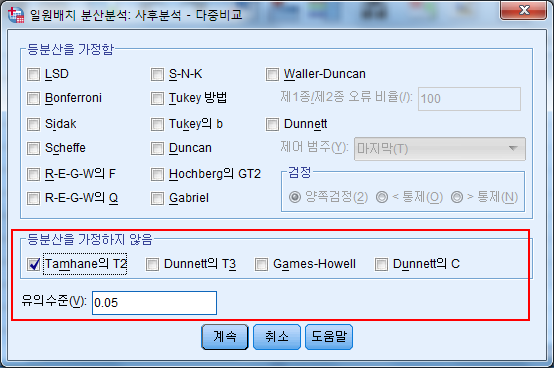 일원배치 분산분석: 사후분석 - 다중비교
등분산을 가정함
LSD S-N-K Waller-Duncan
Bonferroni Tukey 방법 제1종/제2종 오류 비율(I): 100
Sidak Tukey의 b Dunnett
Scheffe Duncan 제어 범주(Y): 마지막(T)
R-E-G-W의 F Hochberg의 GT2 검정
R-E-G-W의 Q Gabriel 양쪽검정(2) < 통제(O) > 통제(N)
등분산을 가정하지 않음
Tamhane의 T2 Dunnett의 T3 Games-Howell Dunnett의 C
유의수준(V): 0.05
계속 취소 도움말